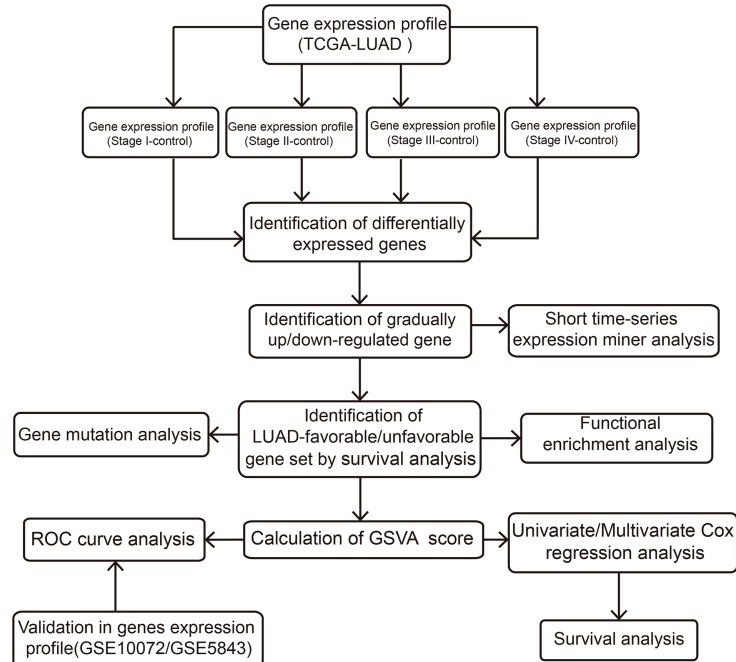 Gene expression profile
(TCGA-LUAD )
Gene expression profile
(Stage I-control)
Gene expression profile
(Stage II-control)
Gene expression profile
(Stage III-control)
Gene expression profile
(Stage IV-control)
Identification of differentially
expressed genes
Identification of gradually
up/down-regulated gene
Short time-series
expression miner analysis
Gene mutation analysis
Identification of
LUAD-favorable/unfavorable
gene set by survival analysis
Functional
enrichment analysis
ROC curve analysis
Calculation of GSVA score
Univariate/Multivariate Cox
regression analysis
Validation in genes expression
profile(GSE10072/GSE5843)
Survival analysis